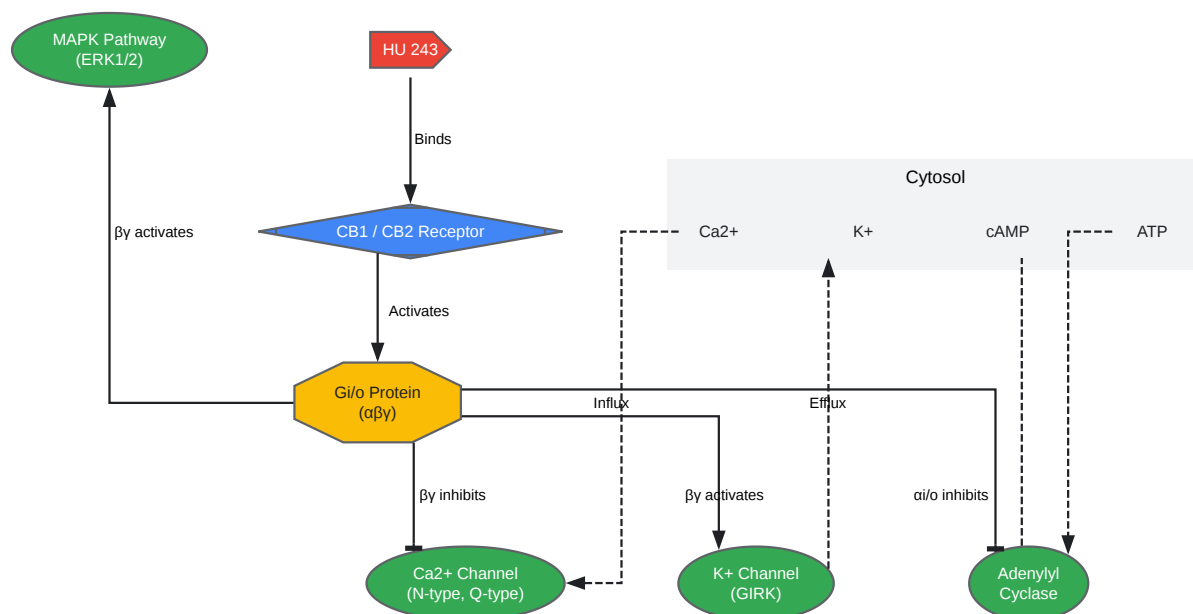 MAPK Pathway
(ERK1/2)
HU 243
Binds
Cytosol
βγ activates
CB1 / CB2 Receptor
Ca2+
K+
cAMP
ATP
Activates
Gi/o Protein
(αβγ)
Influx
Efflux
βγ inhibits
βγ activates
αi/o inhibits
Ca2+ Channel
(N-type, Q-type)
K+ Channel
(GIRK)
Adenylyl
Cyclase